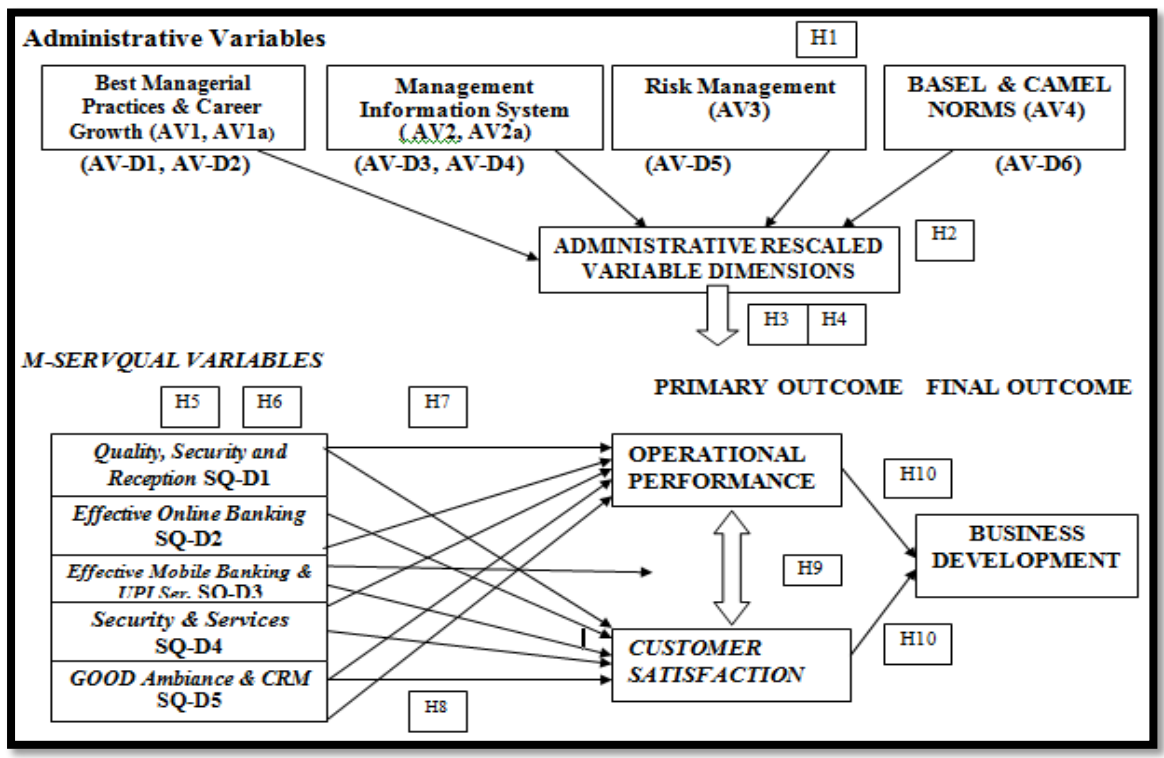 Administrative Variables
H1
Best Managerial
Practices & Career
Growth (AV1, AV1a)
(AV-D1, AV-D2)
Management
Information System
( AV2, AV2a)
(AV-D3, AV-D4)
Risk Management
(AV3)
(AV-D5)
BASEL & CAMEL
NORMS (AV4)
(AV-D6)
ADMINISTRATIVE RESCALED
VARIABLE DIMENSIONS
H2
H3
H4
M-SERVQUAL VARIABLES
PRIMARY OUTCOME
FINAL OUTCOME
H5
H6
H7
Quality, Security and
Reception SQ-D1
Effective Online Banking
SQ-D2
Effective Mobile Banking &
UPI Ser. SQ-D3
Security & Services
SQ-D4
GOOD Ambiance & CRM
SQ-D5
H8
OPERATIONAL
PERFORMANCE
H9
CUSTOMER
SATISFACTION
H10
BUSINESS
DEVELOPMENT
H10